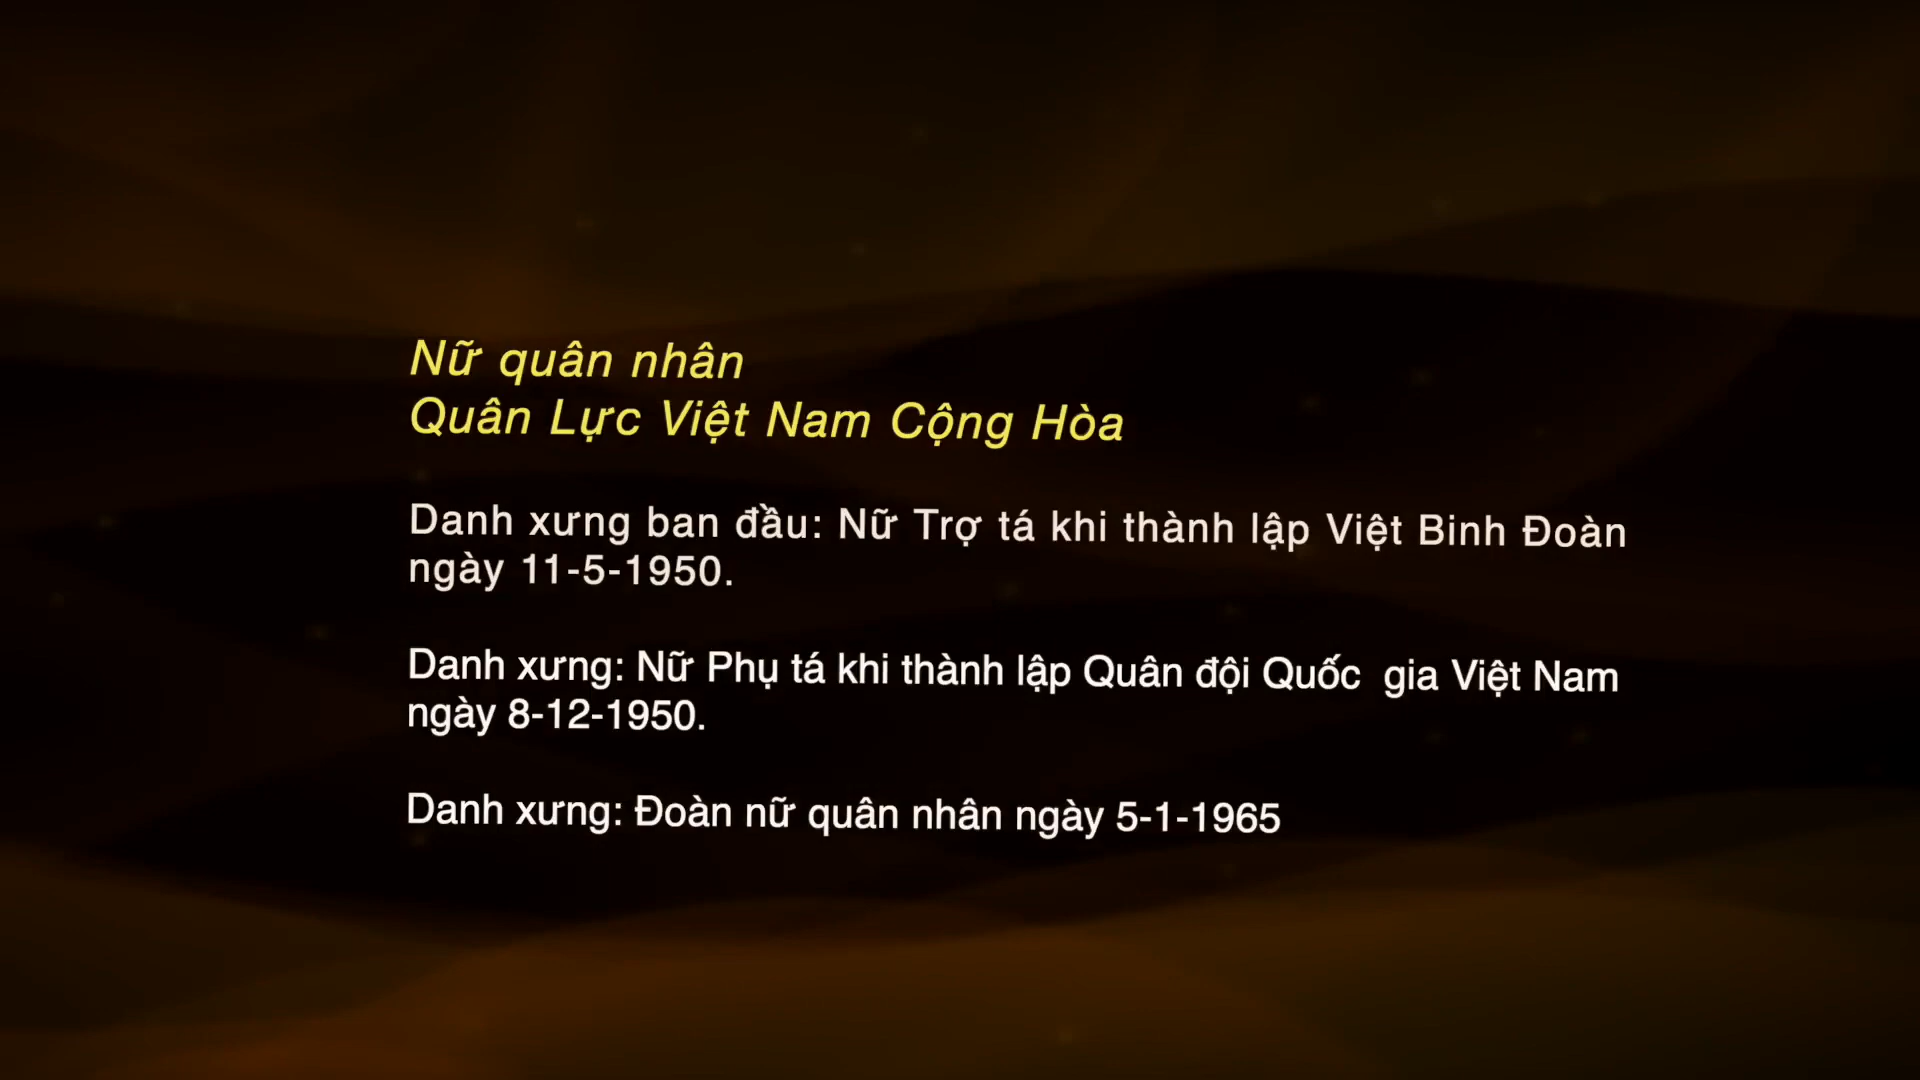 Nữ quân nhân
Quân Lực Việt Nam Cộng Hòa
Danh xưng ban đầu: Nữ Trợ tá khi thành lập Việt Binh Đoàn
ngày 11-5-1950.
Danh xưng: Nữ Phụ tá khi thành lập Quân đội Quốc  gia Việt Nam
ngày 8-12-1950.
Danh xưng: Đoàn nữ quân nhân ngày 5-1-1965